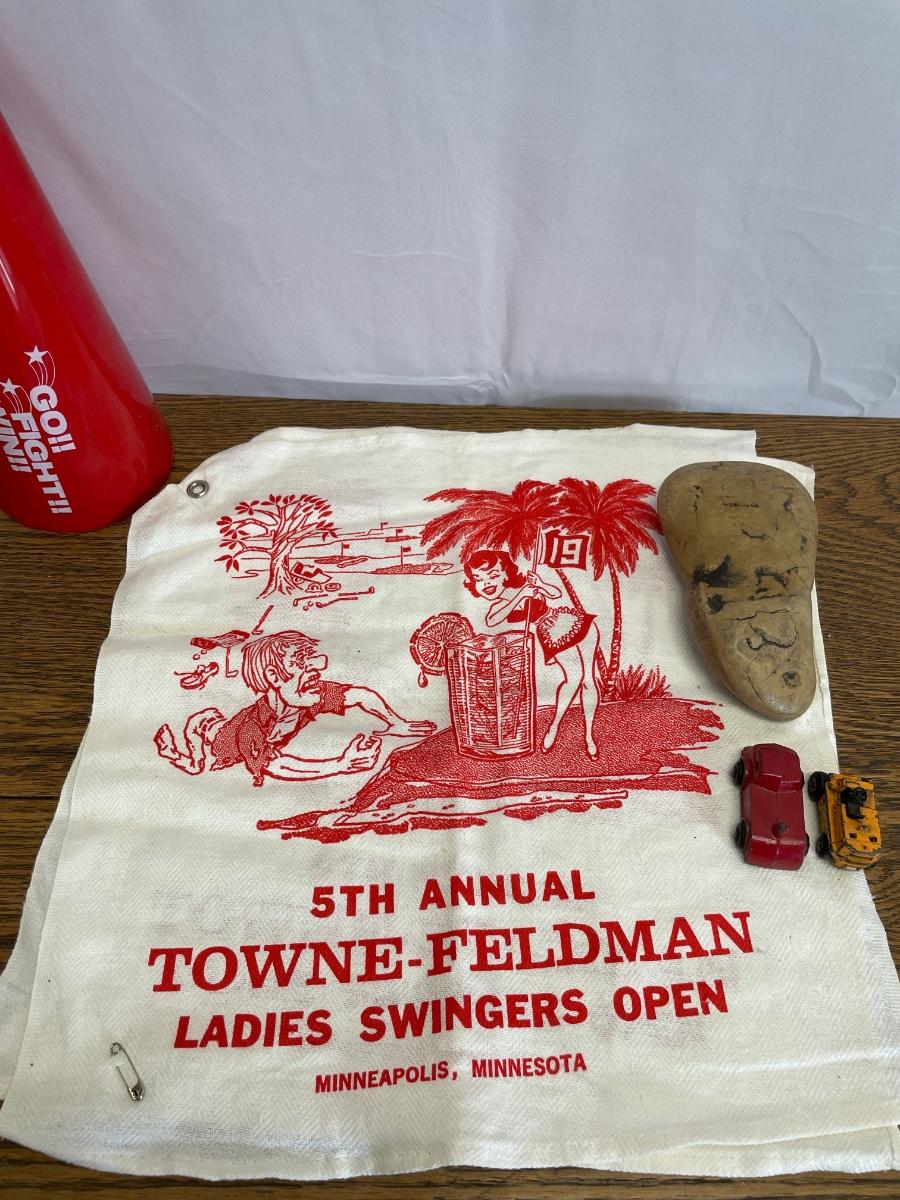 GO!!
FIGHT!!
WIN!!
19
5TH ANNUAL
TOWNE-FELDMAN
LADIES SWINGERS OPEN
MINNEAPOLIS, MINNESOTA